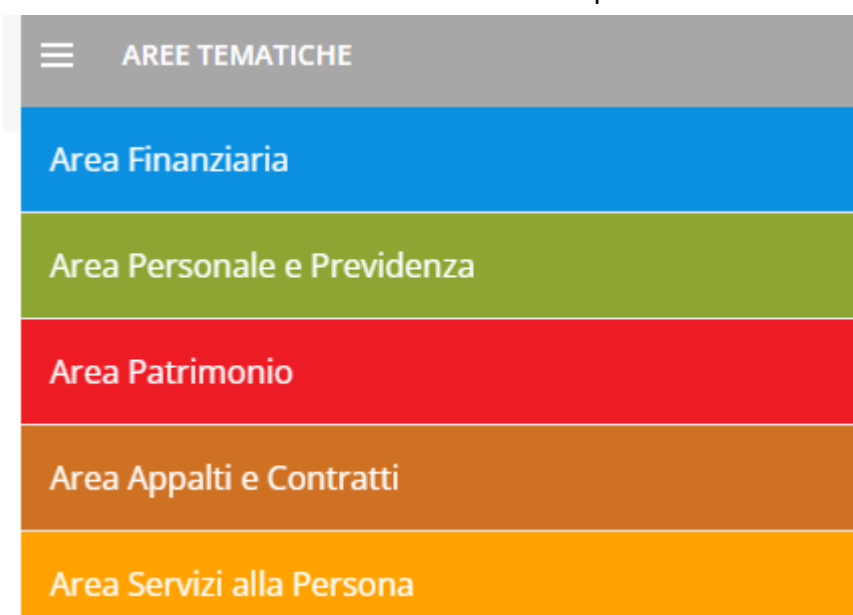 AREE TEMATICHE
Area Finanziaria
Area Personale e Previdenza
Area Patrimonio
Area Appalti e Contratti
Area Servizi alla Persona